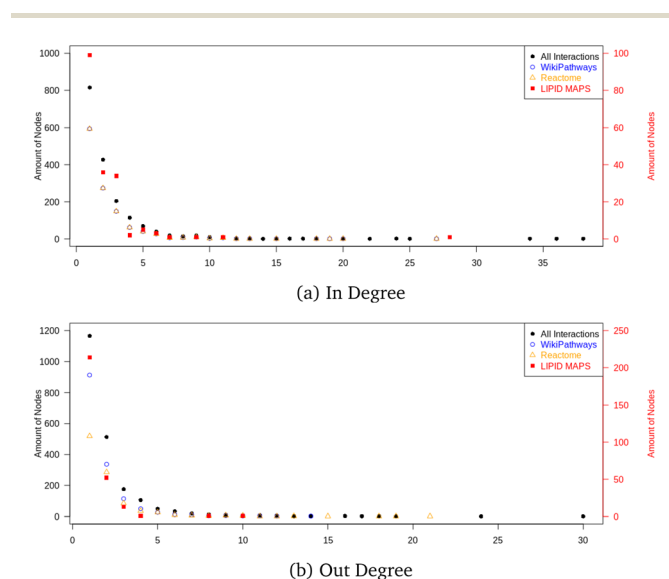 1000
800
600
400
200
0
Amount of Nodes
100
80
60
40
20
0
Amount of Nodes
All Interactions
WikiPathways
Reactome
LIPID MAPS
0 5 10 15 20 25 30 35
(a) In Degree
1200
1000
800
600
400
200
0
Amount of Nodes
250
200
150
100
50
0
Amount of Nodes
All Interactions
WikiPathways
Reactome
LIPID MAPS
0 5 10 15 20 25 30
(b) Out Degree